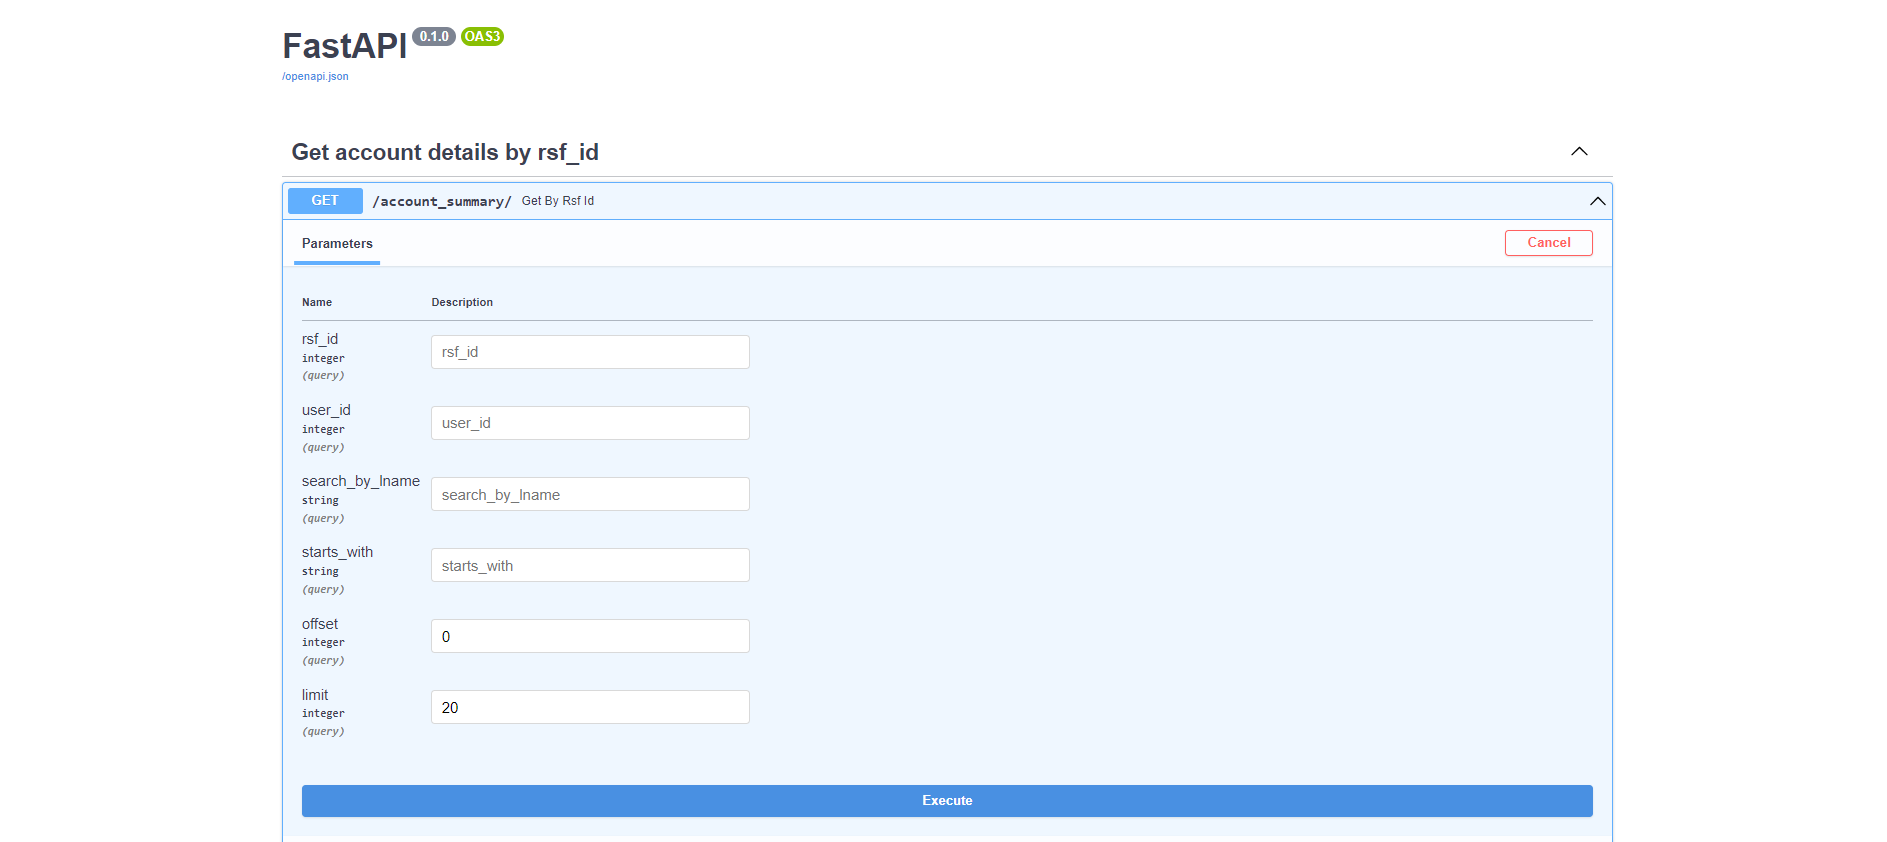 FastAPI 0.1.0 OAS3
/openapi.json
Get account details by rsf_id
GET /account_summary/ Get By Rsf Id
Parameters
Cancel
Name Description
rsf_id
integer
(query)
rsf_id
user_id
integer
(query)
user_id
search_by_lname
string
(query)
search_by_lname
starts_with
string
(query)
starts_with
offset
integer
(query)
0
limit
integer
(query)
20
Execute